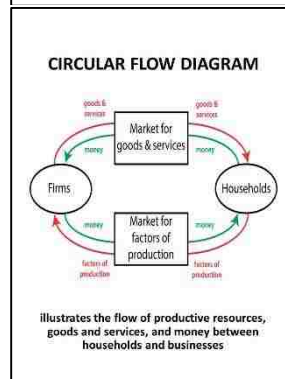 CIRCULAR FLOW DIAGRAM
goods &
services
goods &
services
Market for
goods & services
money
money
Firms
Households
money
money
Market for
factors of
production
factors of
production
factors of
production
illustrates the flow of productive resources,
goods and services, and money between
households and businesses